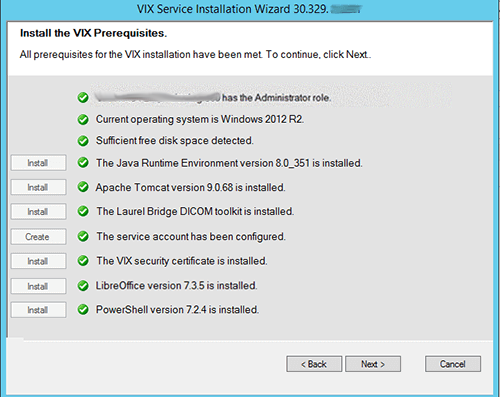 VIX Service Installation Wizard 30.329.
Install the VIX Prerequisites.
All prerequisites for the VIX installation have been met. To continue, click Next..
has the Administrator role.
Current operating system is Windows 2012 R2.
Sufficient free disk space detected.
Install The Java Runtime Environment version 8.0_351 is installed.
Install Apache Tomcat version 9.0.68 is installed.
Install The Laurel Bridge DICOM toolkit is installed.
Create The service account has been configured.
Install The VIX security certificate is installed.
Install LibreOffice version 7.3.5 is installed.
Install PowerShell version 7.2.4 is installed.
< Back Next > Cancel